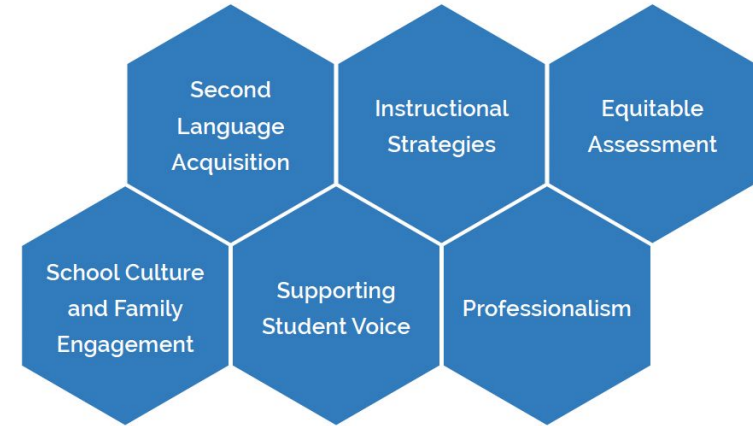 Second
Language
Acquisition
Instructional
Strategies
Equitable
Assessment
School Culture
and Family
Engagement
Supporting
Student Voice
Professionalism